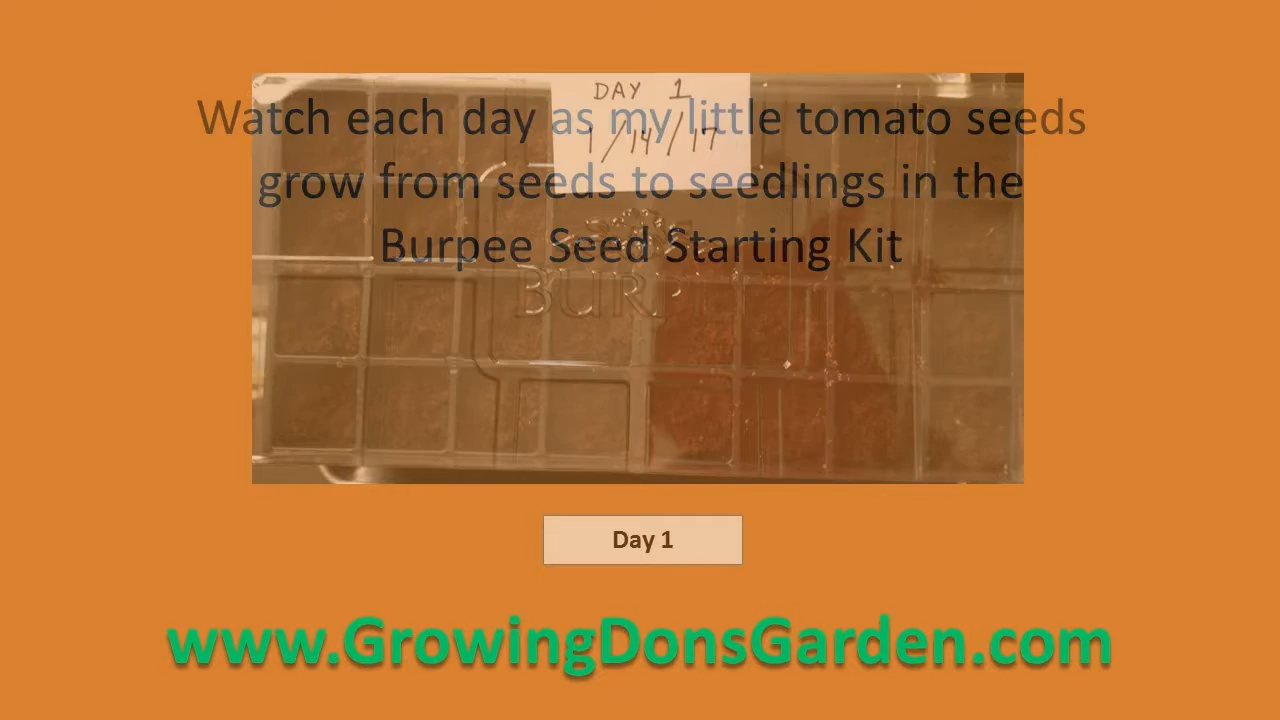 DAY 1
1/14/17
Watch each day as my little tomato seeds
grow from seeds to seedlings in the
Burpee Seed Starting Kit
BURPEE
Day 1
www.GrowingDonsGarden.com